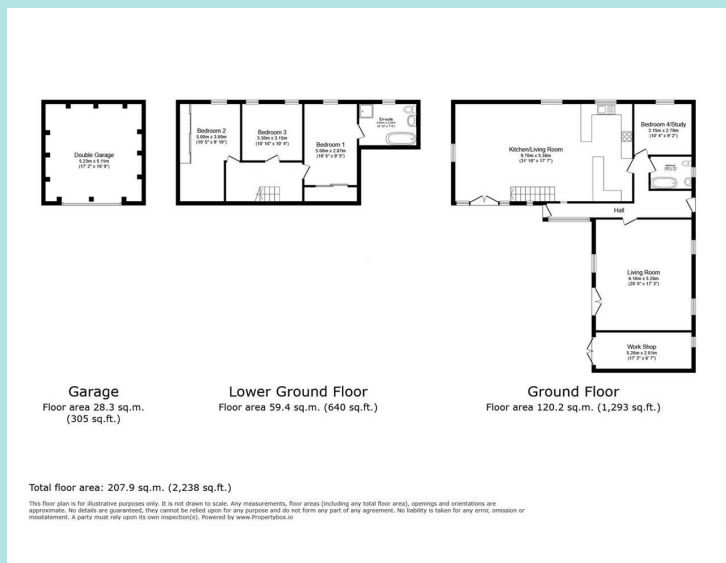 Double Garage
5.23m x 5.11m
(17' 2" x 16' 9")
Bedroom 2
5.00m x 3.00m
(16' 5" x 9' 10")
Bedroom 3
3.30m x 3.15m
(10' 10" x 10' 4")
Bedroom 1
5.00m x 2.87m
(16' 5" x 9' 5")
En-suite
Kitchen/Living Room
9.70m x 5.36m
(31' 10" x 17' 7")
Bedroom 4/Study
3.15m x 2.79m
(10' 4" x 9' 2")
Hall
Living Room
6.10m x 5.26m
(20' 0" x 17' 3")
Work Shop
5.26m x 2.01m
(17' 3" x 6' 7")
Garage
Floor area 28.3 sq.m.
(305 sq.ft.)
Lower Ground Floor
Floor area 59.4 sq.m. (640 sq.ft.)
Ground Floor
Floor area 120.2 sq.m. (1,293 sq.ft.)
Total floor area: 207.9 sq.m. (2,238 sq.ft.)
This floor plan is for illustrative purposes only. It is not drawn to scale. Any measurements, floor areas (including any total floor area), openings and orientations are
approximate. No details are guaranteed, they cannot be relied upon for any purpose and do not form any part of any agreement. No liability is taken for any error, omission or
misstatement. A party must rely upon its own inspection(s). Powered by www.Propertybox.io